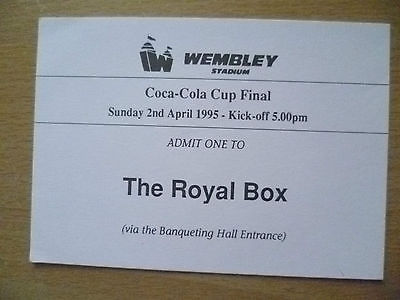 WEMBLEY
STADIUM
Coca-Cola Cup Final
Sunday 2nd April 1995 - Kick-off 5.00pm
ADMIT ONE TO
The Royal Box
(via the Banqueting Hall Entrance)